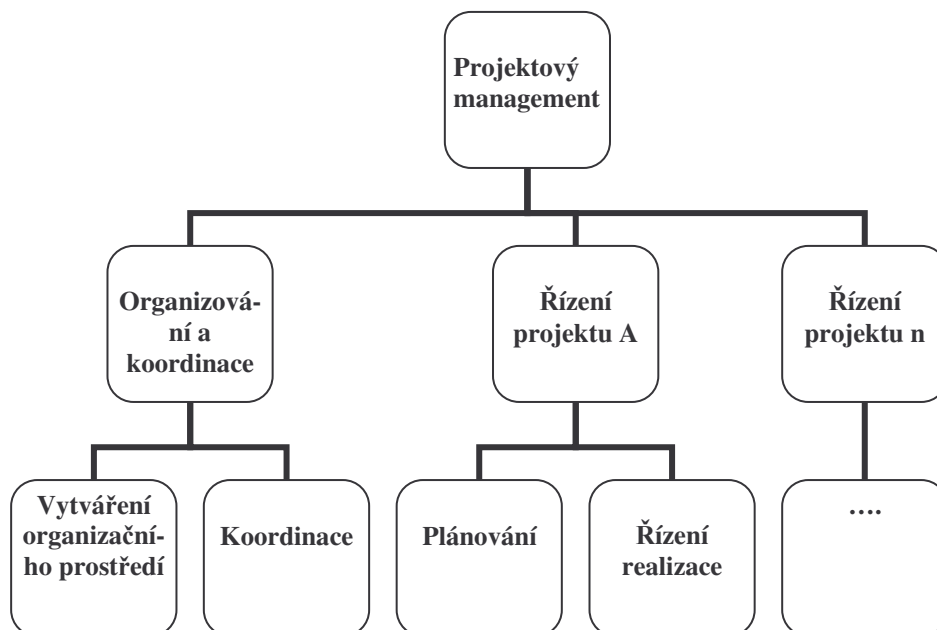 Projektový
management
Organizová-
ní a
koordinace
Řízení
projektu A
Řízení
projektu n
Vytváření
organizační-
ho prostředí
Koordinace
Plánování
Řízení
realizace
....